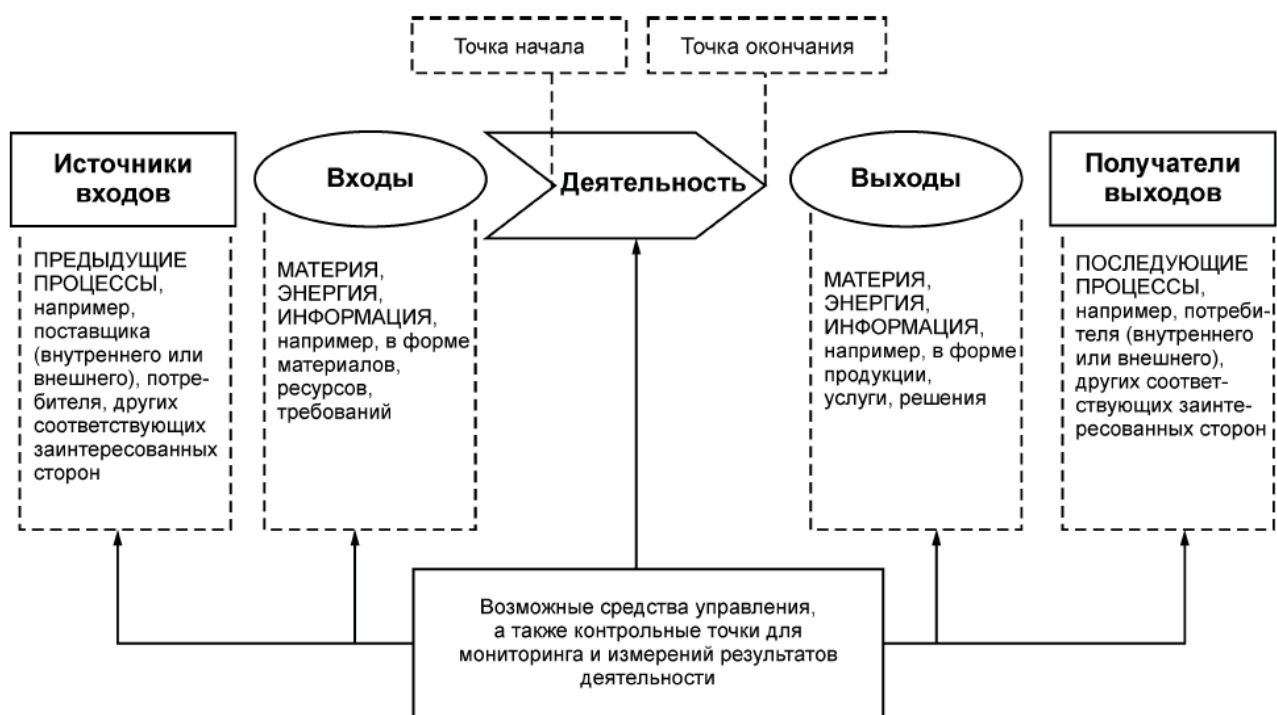 Точка начала
Точка окончания
Источники
входов
Входы
Деятельность
Выходы
Получатели
выходов
ПРЕДЫДУЩИЕ
ПРОЦЕССЫ,
например,
поставщика
(внутреннего или
внешнего), потре-
бителя, других
соответствующих
заинтересованных
сторон
МАТЕРИЯ,
ЭНЕРГИЯ,
ИНФОРМАЦИЯ,
например, в форме
материалов,
ресурсов,
требований
МАТЕРИЯ,
ЭНЕРГИЯ,
ИНФОРМАЦИЯ,
например, в форме
продукции,
услуги, решения
ПОСЛЕДУЮЩИЕ
ПРОЦЕССЫ,
например, потреби-
теля (внутреннего
или внешнего),
других соответ-
ствующих заинте-
ресованных сторон
Возможные средства управления,
а также контрольные точки для
мониторинга и измерений результатов
деятельности